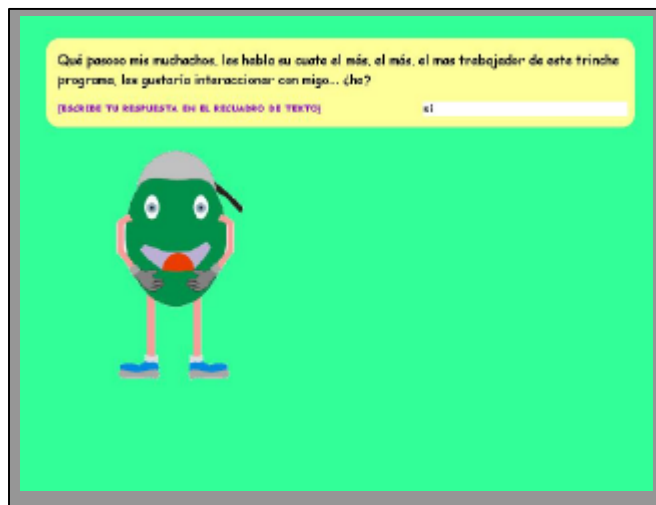 Qué pasooo mis muchachos, les habla su cuate el más, el más, el mas trabajador de este trinche
programa, les gustaría interaccionar con migo... ¿he?
[ESCRIBE TU RESPUESTA EN EL RECUADRO DE TEXTO] si